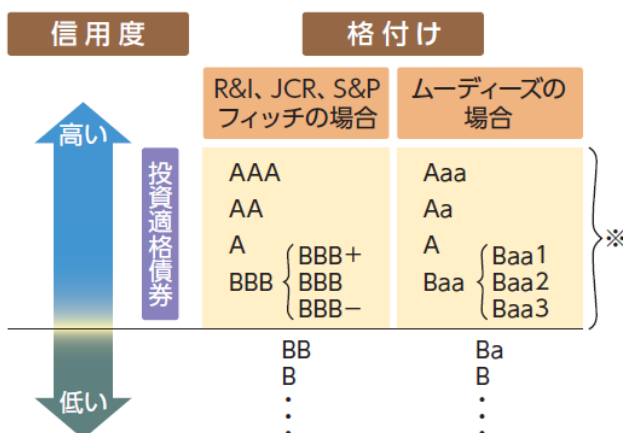 信用度
格付け
R&I、JCR、S&P
フィッチの場合
ムーディーズの
場合
高い
投資適格債券
AAA
Aaa
AA
Aa
A
A
BBB
BBB+
BBB
BBB−
Baa
Baa1
Baa2
Baa3
※
BB
Ba
B
B
・
・
・
・
・
・
低い